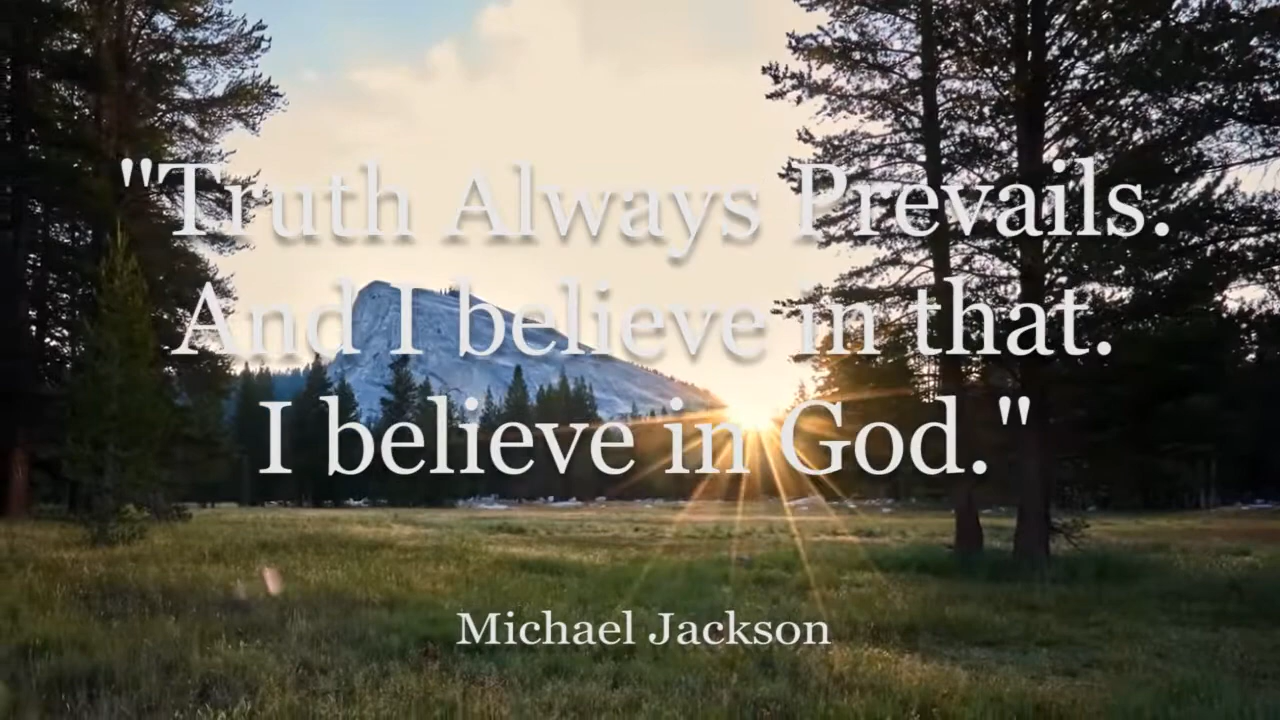 "Truth Always Prevails.
And I believe in that.
I believe in God."
Michael Jackson